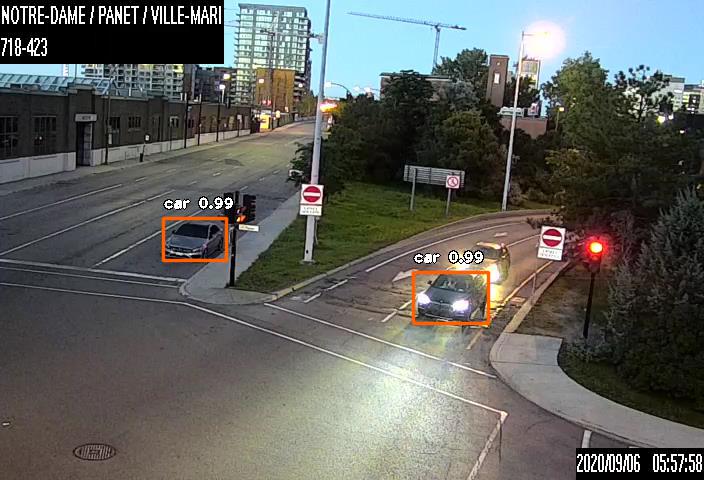 NOTRE-DAME / PANET / VILLE-MARI
718-423
car 0.99
car 0.99
2020/09/06 05:57:58